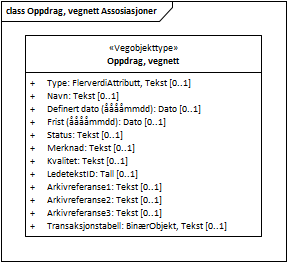 class Oppdrag, vegnett Assosiasjoner
«Vegobjekttype»
Oppdrag, vegnett
+ Type: FlerverdiAttributt, Tekst [0..1]
+ Navn: Tekst [0..1]
+ Definert dato (ååååmmdd): Dato [0..1]
+ Frist (ååååmmdd): Dato [0..1]
+ Status: Tekst [0..1]
+ Merknad: Tekst [0..1]
+ Kvalitet: Tekst [0..1]
+ LedetekstID: Tall [0..1]
+ Arkivreferanse1: Tekst [0..1]
+ Arkivreferanse2: Tekst [0..1]
+ Arkivreferanse3: Tekst [0..1]
+ Transaksjonstabell: BinærObjekt, Tekst [0..1]